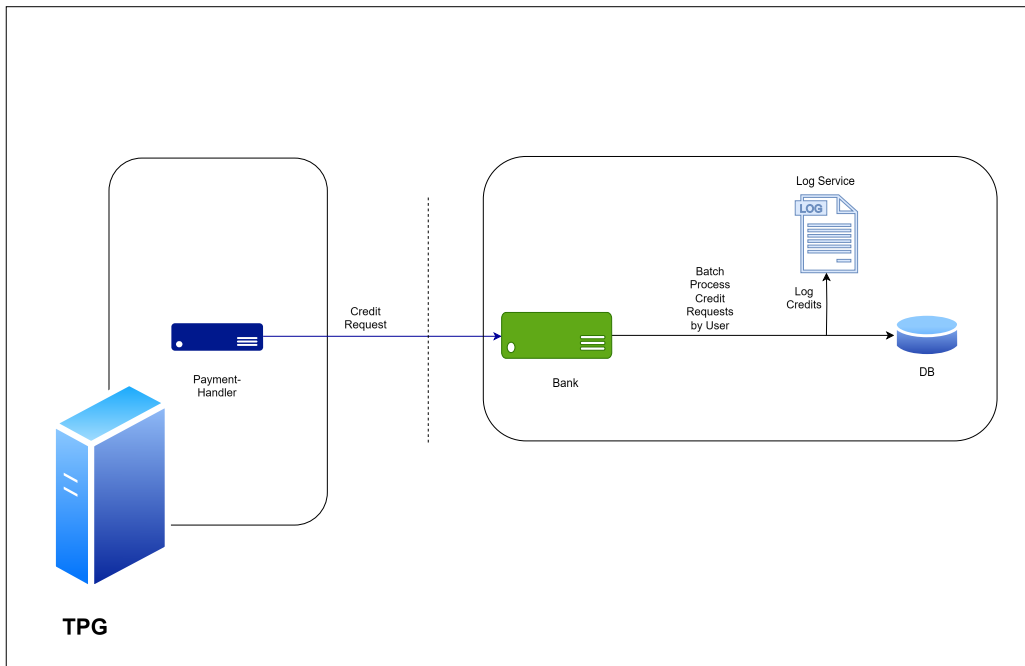 Log Service
LOG
Batch
Process
Credit
Requests
by User
Log
Credits
Credit
Request
Payment-
Handler
Bank
DB
TPG